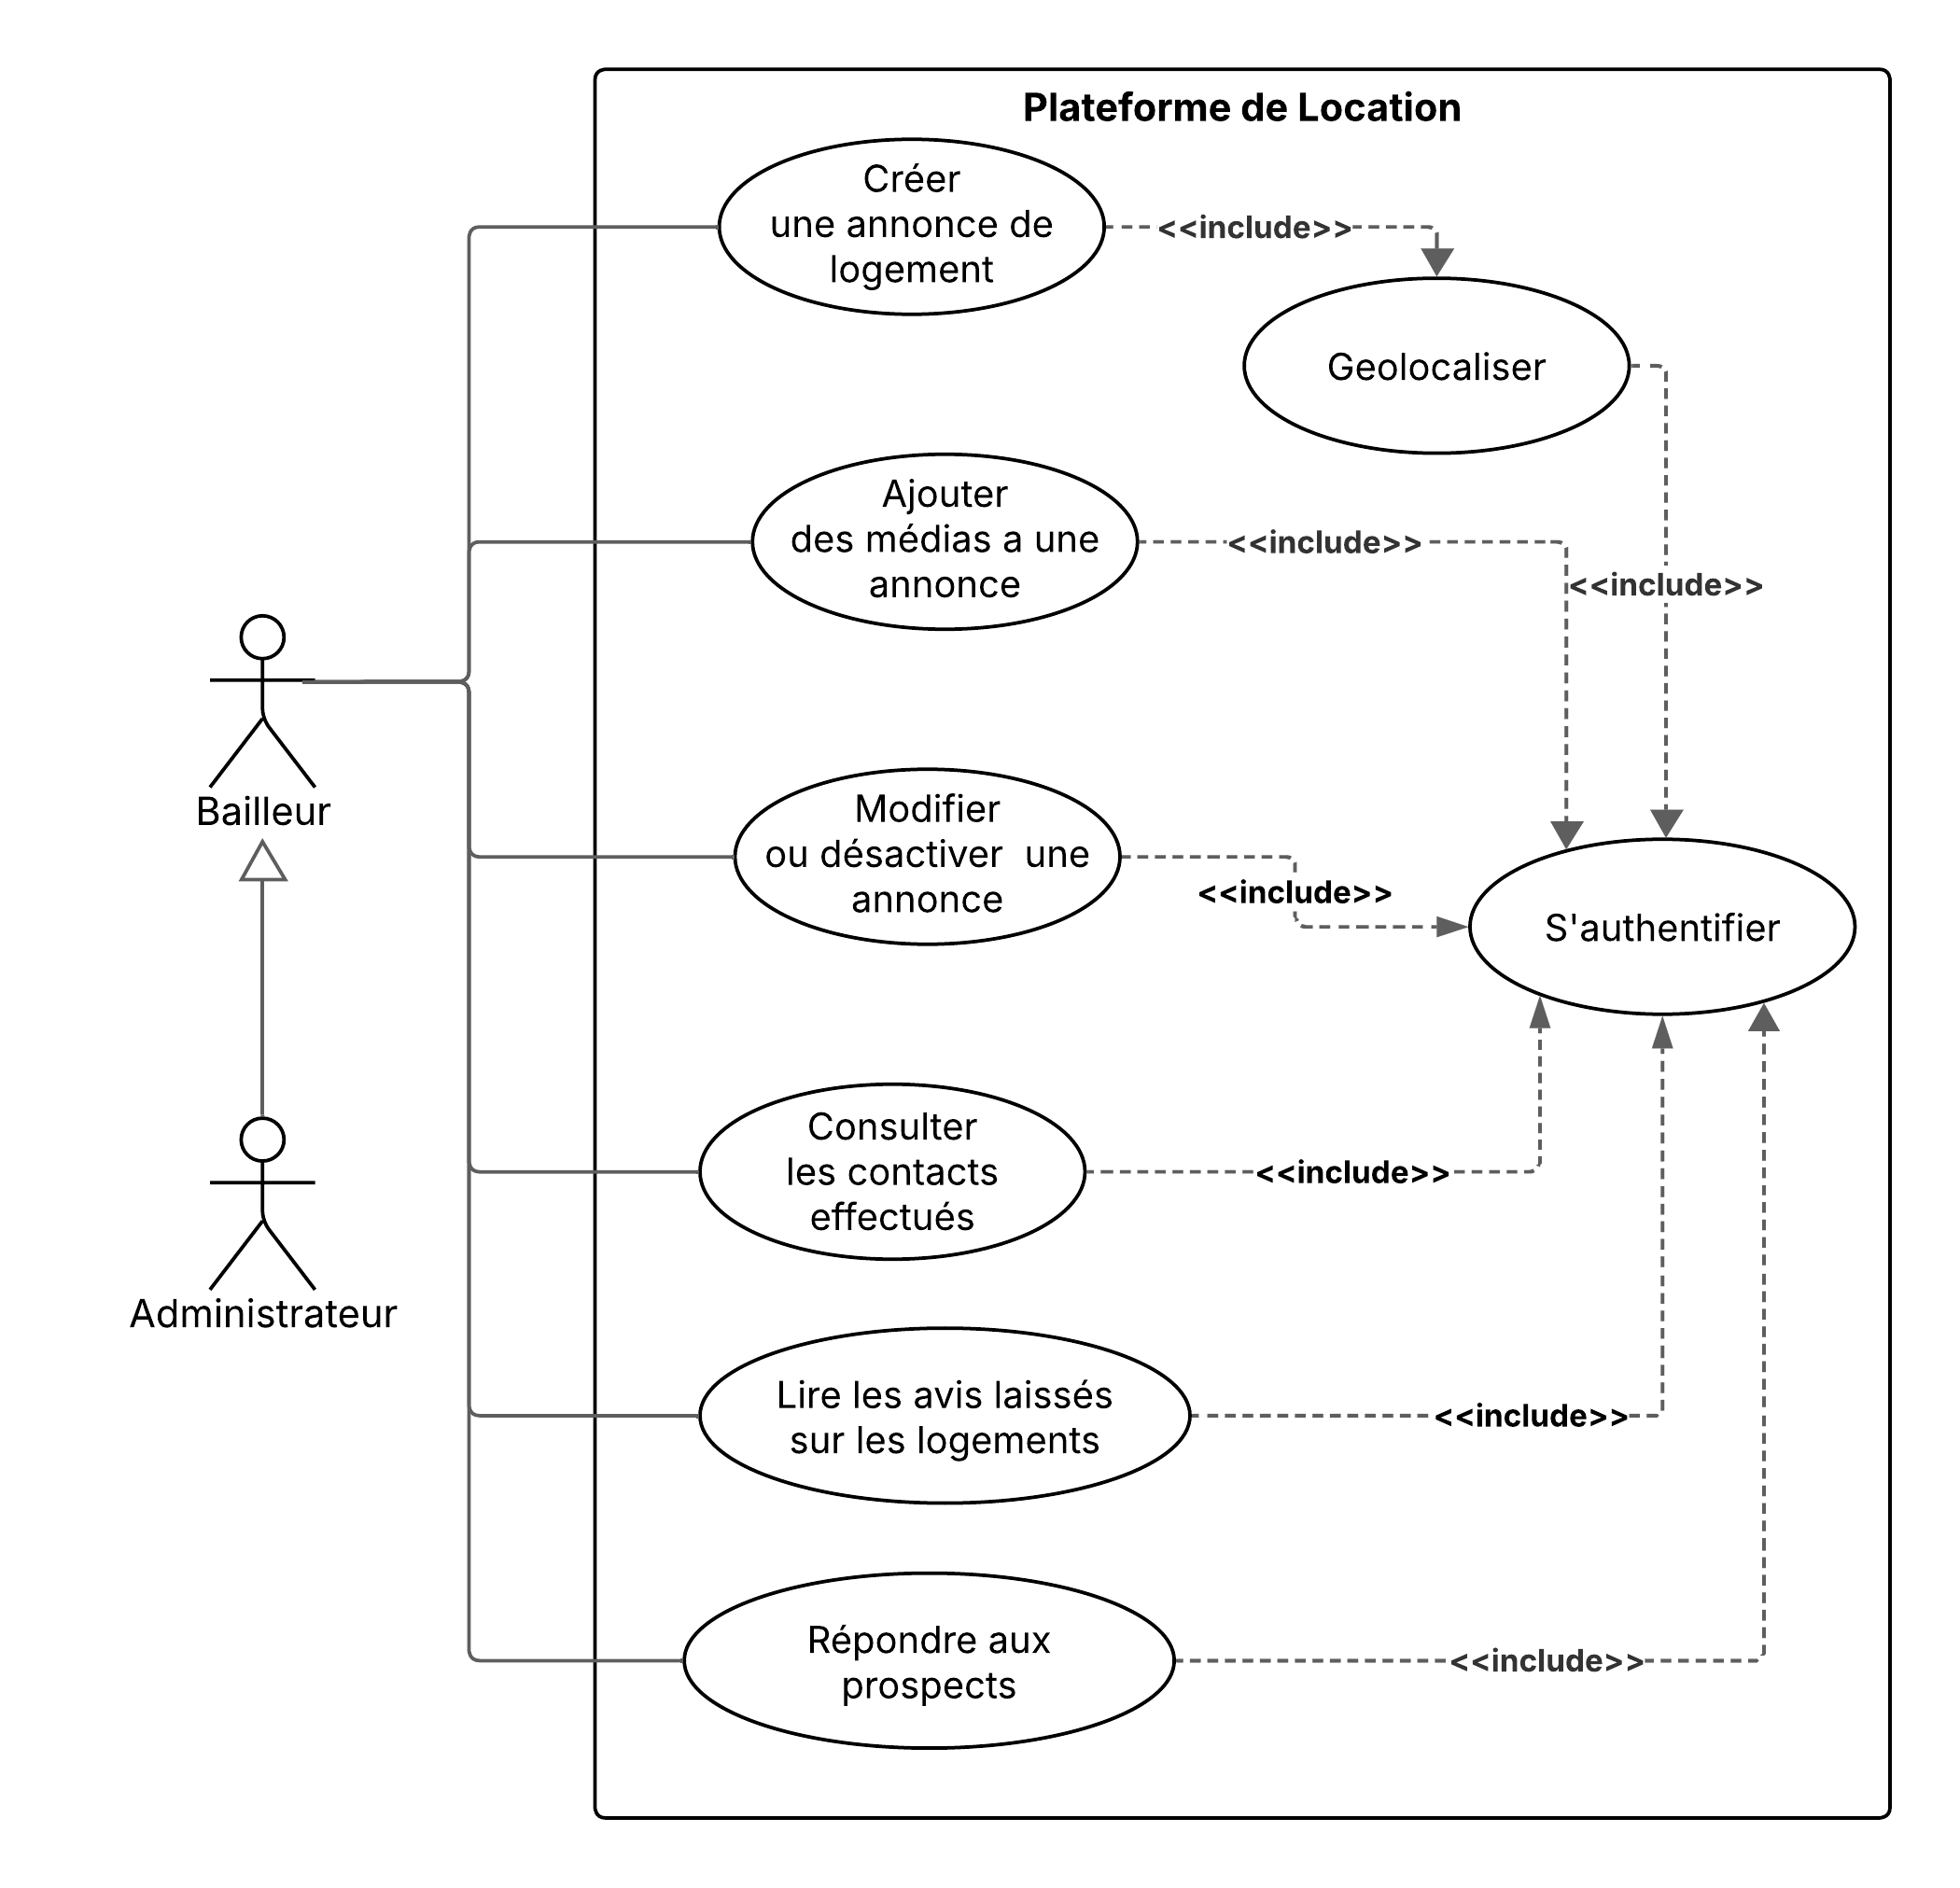 Plateforme de Location
Créer
une annonce de
logement
<<include>>
Geolocaliser
Ajouter
des médias a une
annonce
<<include>>
<<include>>
Bailleur
Modifier
ou désactiver  une
annonce
<<include>>
S'authentifier
Consulter
les contacts
effectués
<<include>>
Administrateur
Lire les avis laissés
sur les logements
<<include>>
Répondre aux
prospects
<<include>>